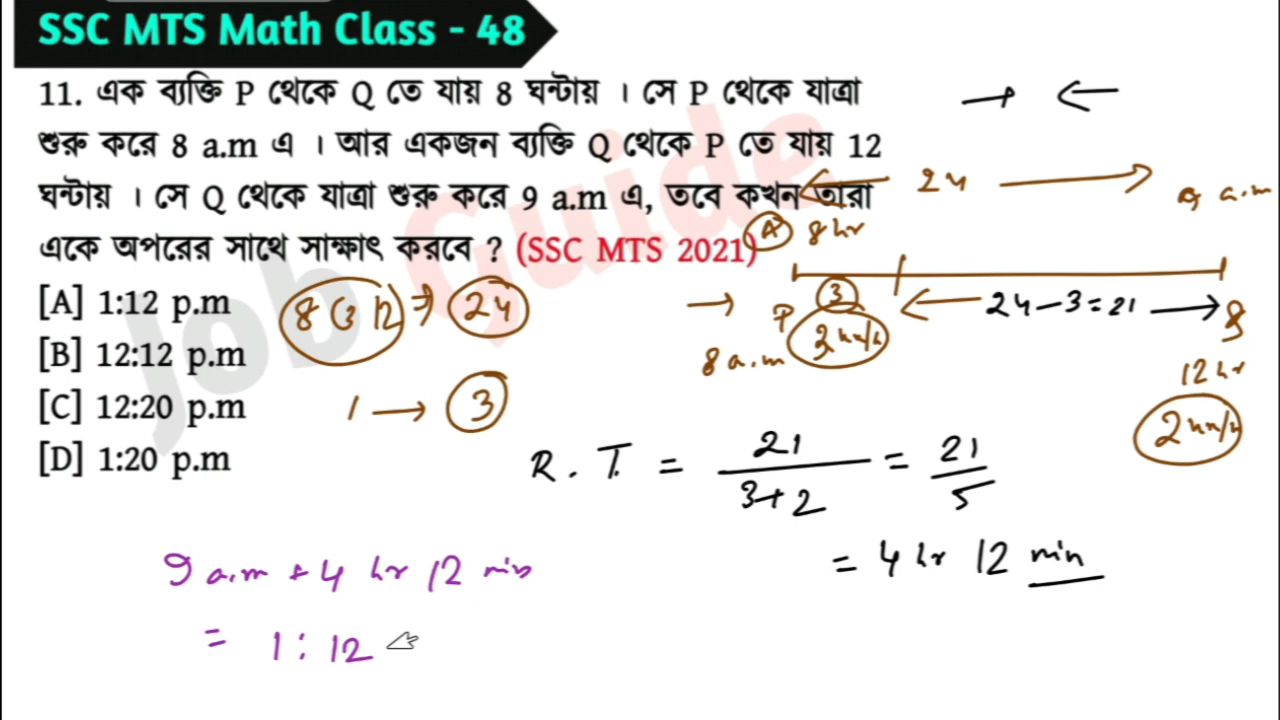 SSC MTS Math Class - 48
11. এক ব্যক্তি P থেকে Q তে যায় 8 ঘন্টায় । সে P থেকে যাত্রা
শুরু করে 8 a.m এ । আর একজন ব্যক্তি Q থেকে P তে যায় 12
ঘন্টায় । সে Q থেকে যাত্রা শুরু করে 9 a.m এ, তবে কখন তারা
একে অপরের সাথে সাক্ষাৎ করবে ? (SSC MTS 2021)
[A] 1:12 p.m
[B] 12:12 p.m
[C] 12:20 p.m
[D] 1:20 p.m
Job Guide
24
9 a.m
A 8 hr
3
24-3=21
P
Q
8 a.m
3 km/h
12 hr
2 km/h
12 ⇒ 24
1 → 3
R.T. = 21 / 3+2 = 21 / 5
= 4 hr 12 min
9 a.m + 4 hr 12 min
= 1:12